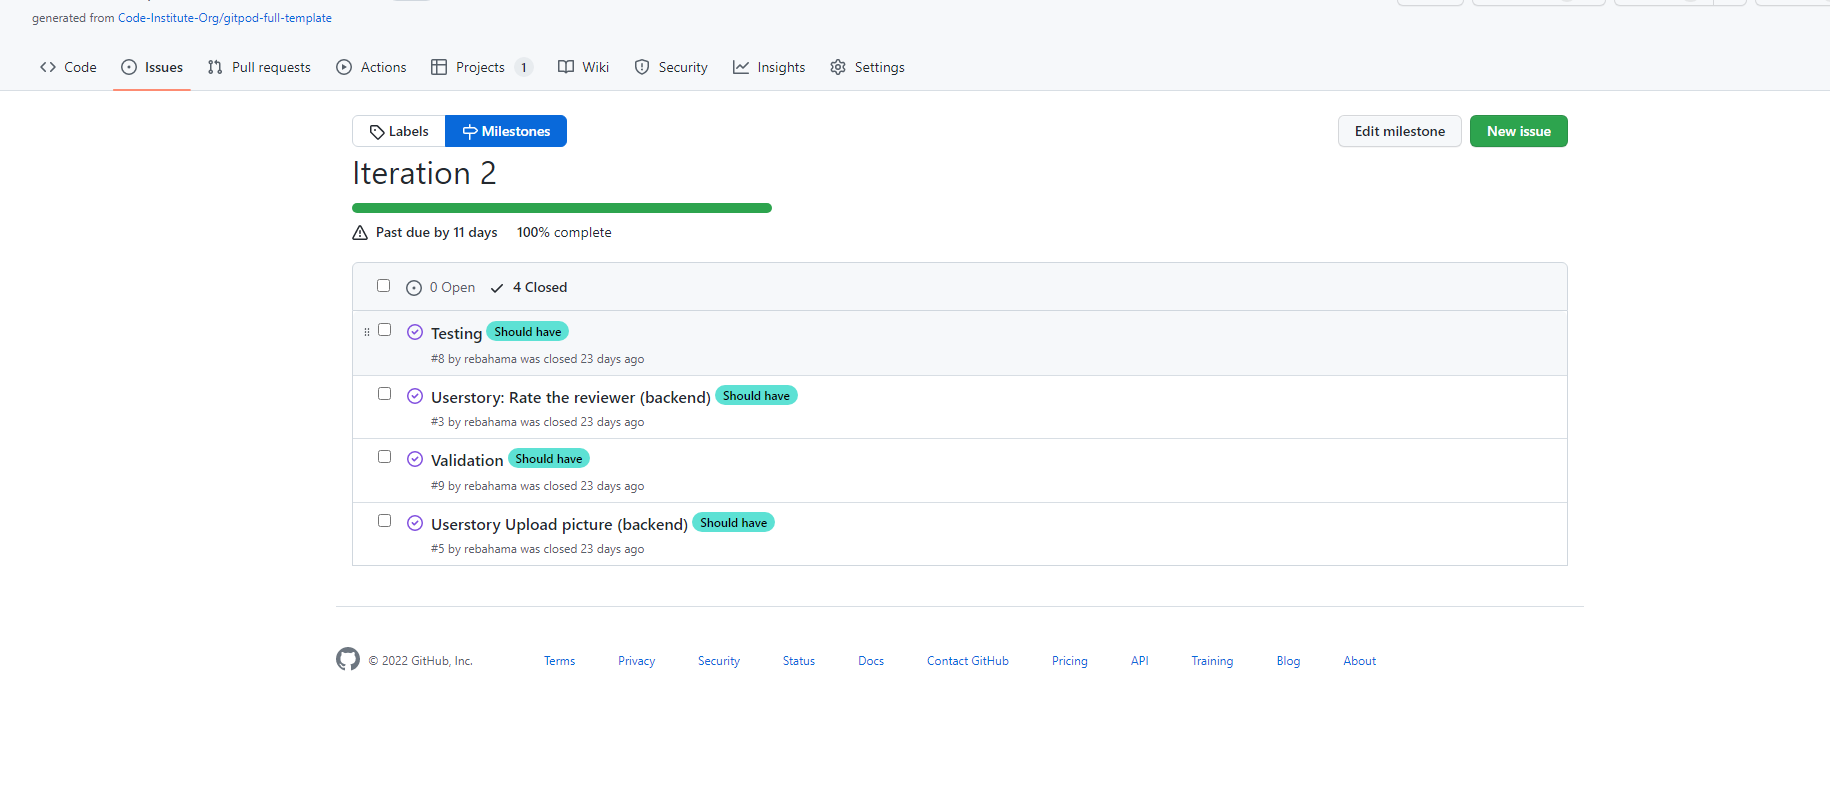 generated from Code-Institute-Org/gitpod-full-template
Code Issues Pull requests Actions Projects 1 Wiki Security Insights Settings
Labels Milestones Edit milestone New issue
Iteration 2
Past due by 11 days 100% complete
0 Open 4 Closed
Testing Should have
#8 by rebahama was closed 23 days ago
Userstory: Rate the reviewer (backend) Should have
#3 by rebahama was closed 23 days ago
Validation Should have
#9 by rebahama was closed 23 days ago
Userstory Upload picture (backend) Should have
#5 by rebahama was closed 23 days ago
© 2022 GitHub, Inc. Terms Privacy Security Status Docs Contact GitHub Pricing API Training Blog About